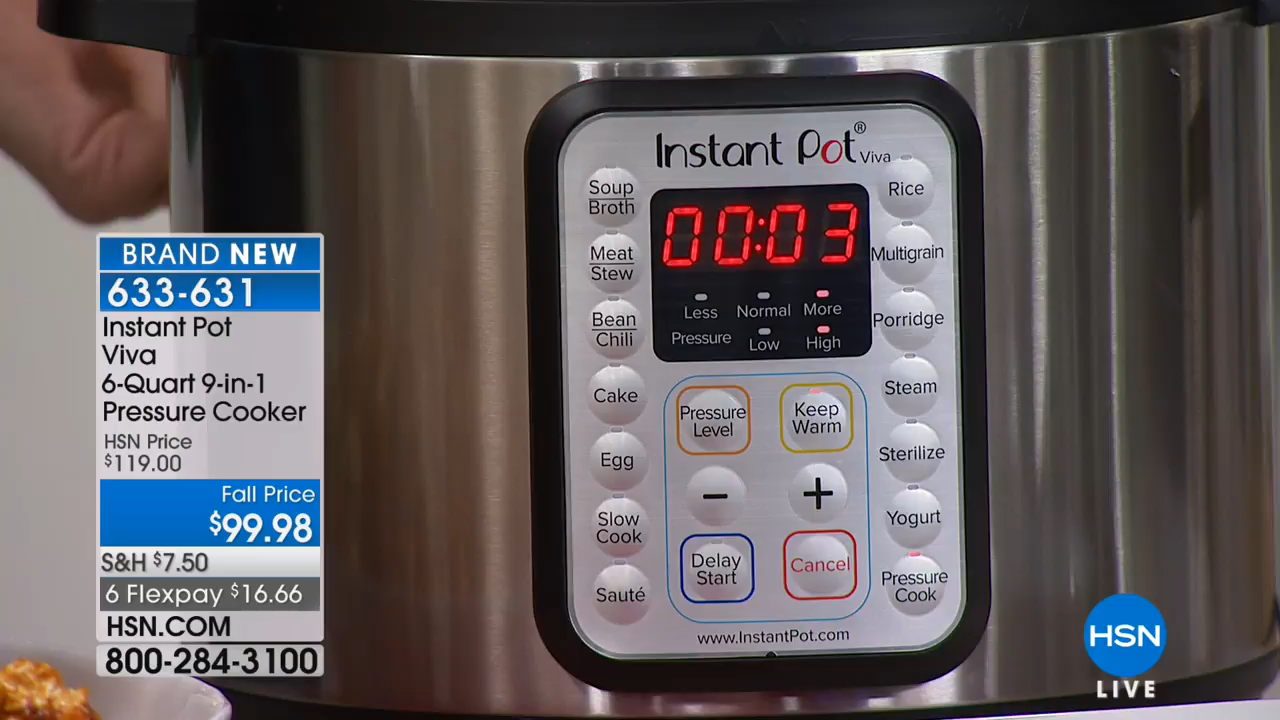 BRAND NEW
633-631
Instant Pot
Viva
6-Quart 9-in-1
Pressure Cooker
HSN Price
$119.00
Fall Price
$99.98
S&H $7.50
6 Flexpay $16.66
HSN.COM
800-284-3100
Instant Pot® Viva
Soup
Broth
Meat
Stew
Bean
Chili
Cake
Egg
Slow
Cook
Sauté
00:03
Less Normal More
Pressure Low High
Pressure
Level
Keep
Warm
− +
Delay
Start
Cancel
Rice
Multigrain
Porridge
Steam
Sterilize
Yogurt
Pressure
Cook
www.InstantPot.com
HSN
LIVE